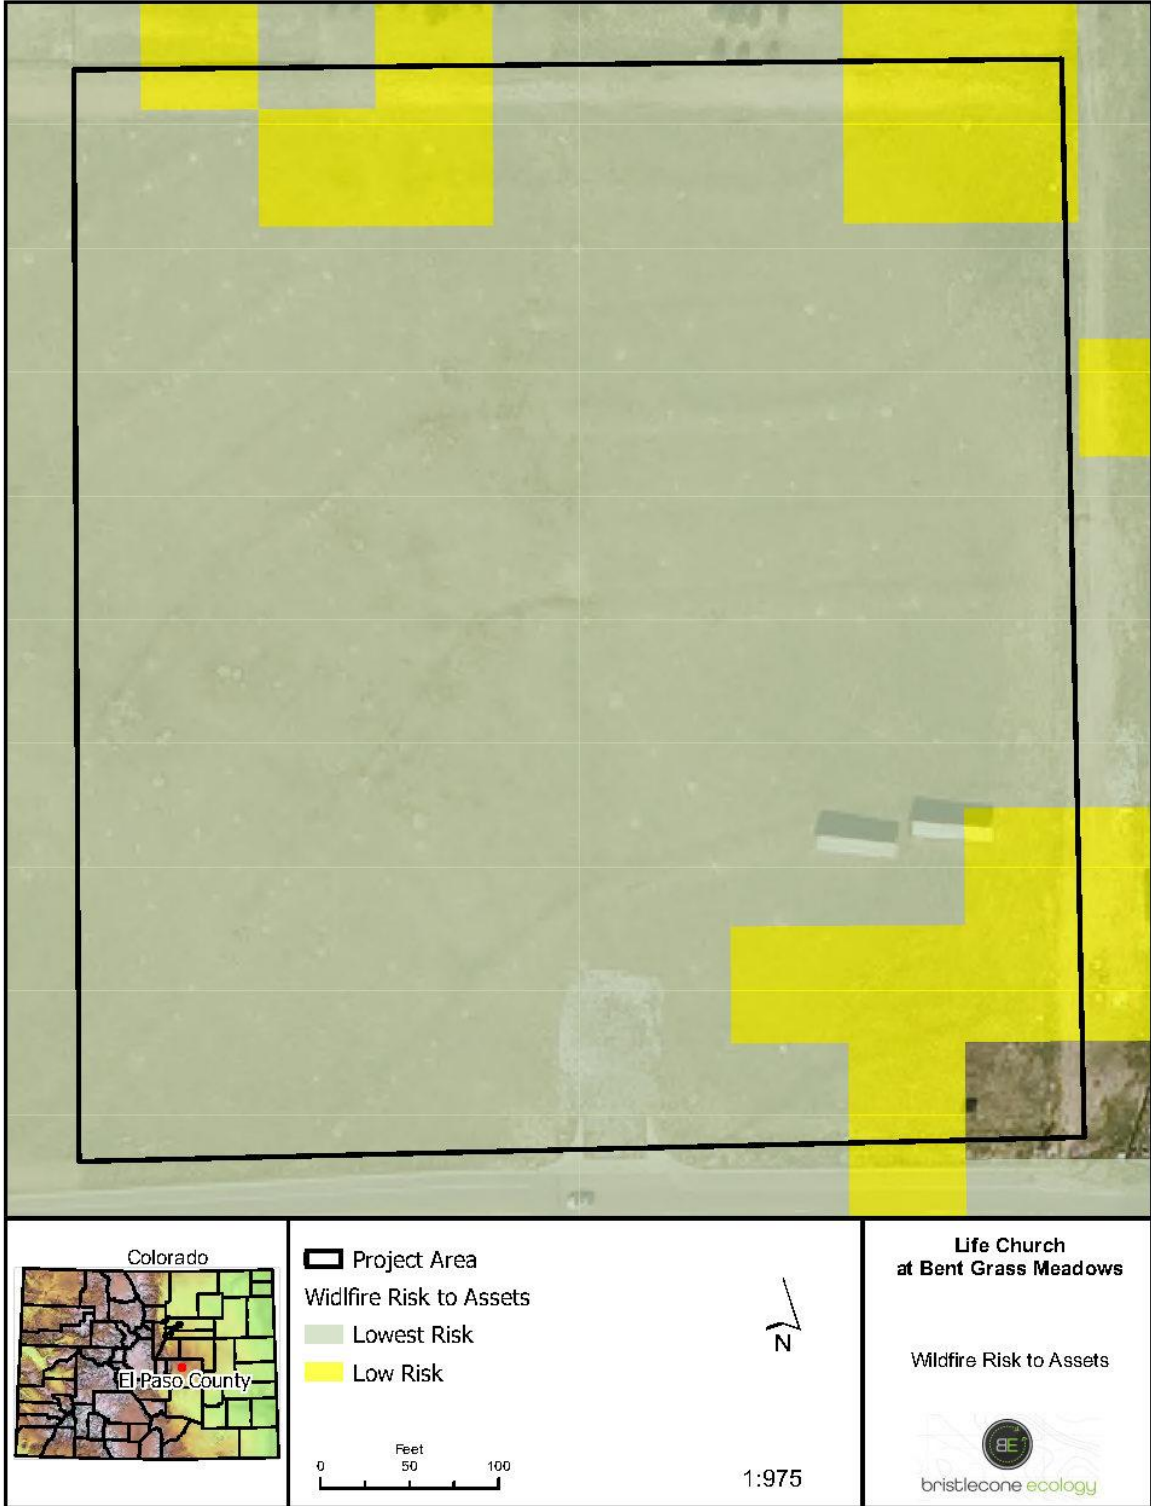 Colorado
El Paso County
Project Area
Widlfire Risk to Assets
Lowest Risk
Low Risk
Feet
0 50 100
N
1:975
Life Church
at Bent Grass Meadows
Wildfire Risk to Assets
BE
bristlecone ecology